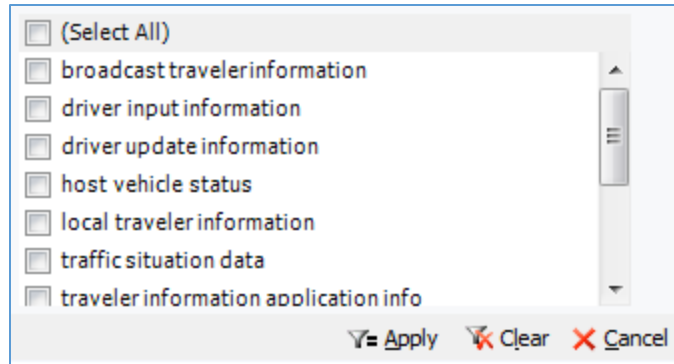 (Select All)
broadcast traveler information
driver input information
driver update information
host vehicle status
local traveler information
traffic situation data
traveler information application info
Apply Clear Cancel